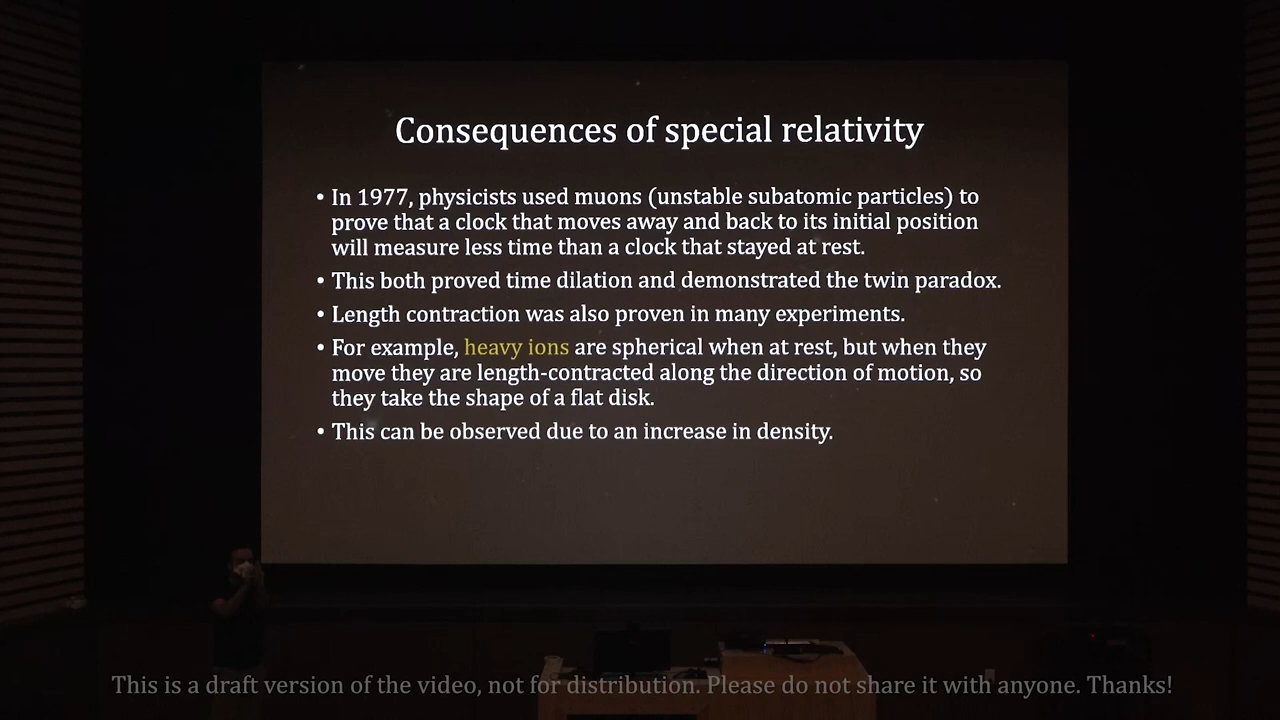 Consequences of special relativity
• In 1977, physicists used muons (unstable subatomic particles) to
prove that a clock that moves away and back to its initial position
will measure less time than a clock that stayed at rest.
• This both proved time dilation and demonstrated the twin paradox.
• Length contraction was also proven in many experiments.
• For example, heavy ions are spherical when at rest, but when they
move they are length-contracted along the direction of motion, so
they take the shape of a flat disk.
• This can be observed due to an increase in density.
This is a draft version of the video, not for distribution. Please do not share it with anyone. Thanks!